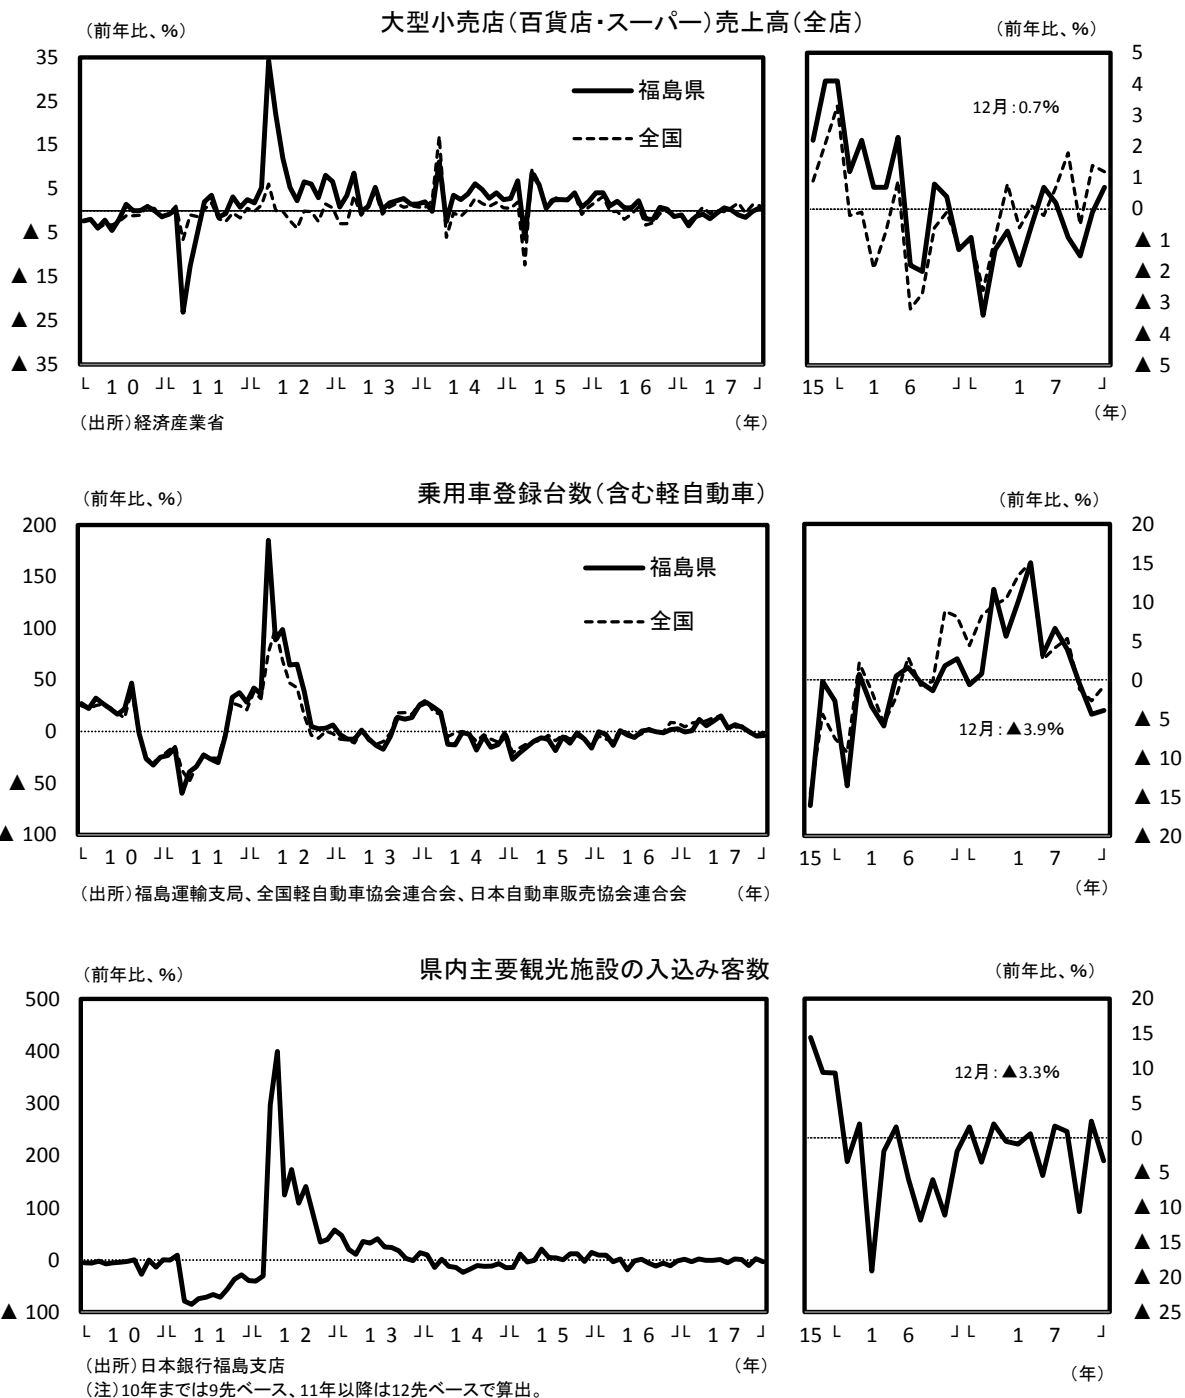 大型小売店（百貨店・スーパー）売上高（全店）
（前年比、%）
（前年比、%）
35
25
15
5
▲ 5
▲ 15
▲ 25
▲ 35
福島県
全国
12月：0.7%
5
4
3
2
1
0
▲ 1
▲ 2
▲ 3
▲ 4
▲ 5
└ 10 ┘└ 11 ┘└ 12 ┘└ 13 ┘└ 14 ┘└ 15 ┘└ 16 ┘└ 17 ┘
15 └ 1 6 ┘└ 1 7 ┘
（出所）経済産業省
（年）
（年）
乗用車登録台数（含む軽自動車）
（前年比、%）
（前年比、%）
200
150
100
50
0
▲ 50
▲ 100
福島県
全国
12月：▲3.9%
20
15
10
5
0
▲ 5
▲ 10
▲ 15
▲ 20
└ 10 ┘└ 11 ┘└ 12 ┘└ 13 ┘└ 14 ┘└ 15 ┘└ 16 ┘└ 17 ┘
15 └ 1 6 ┘└ 1 7 ┘
（出所）福島運輸支局、全国軽自動車協会連合会、日本自動車販売協会連合会
（年）
（年）
県内主要観光施設の入込み客数
（前年比、%）
（前年比、%）
500
400
300
200
100
0
▲ 100
12月：▲3.3%
20
15
10
5
0
▲ 5
▲ 10
▲ 15
▲ 20
▲ 25
└ 10 ┘└ 11 ┘└ 12 ┘└ 13 ┘└ 14 ┘└ 15 ┘└ 16 ┘└ 17 ┘
15 └ 1 6 ┘└ 1 7 ┘
（出所）日本銀行福島支店
（年）
（年）
（注）10年までは9先ベース、11年以降は12先ベースで算出。